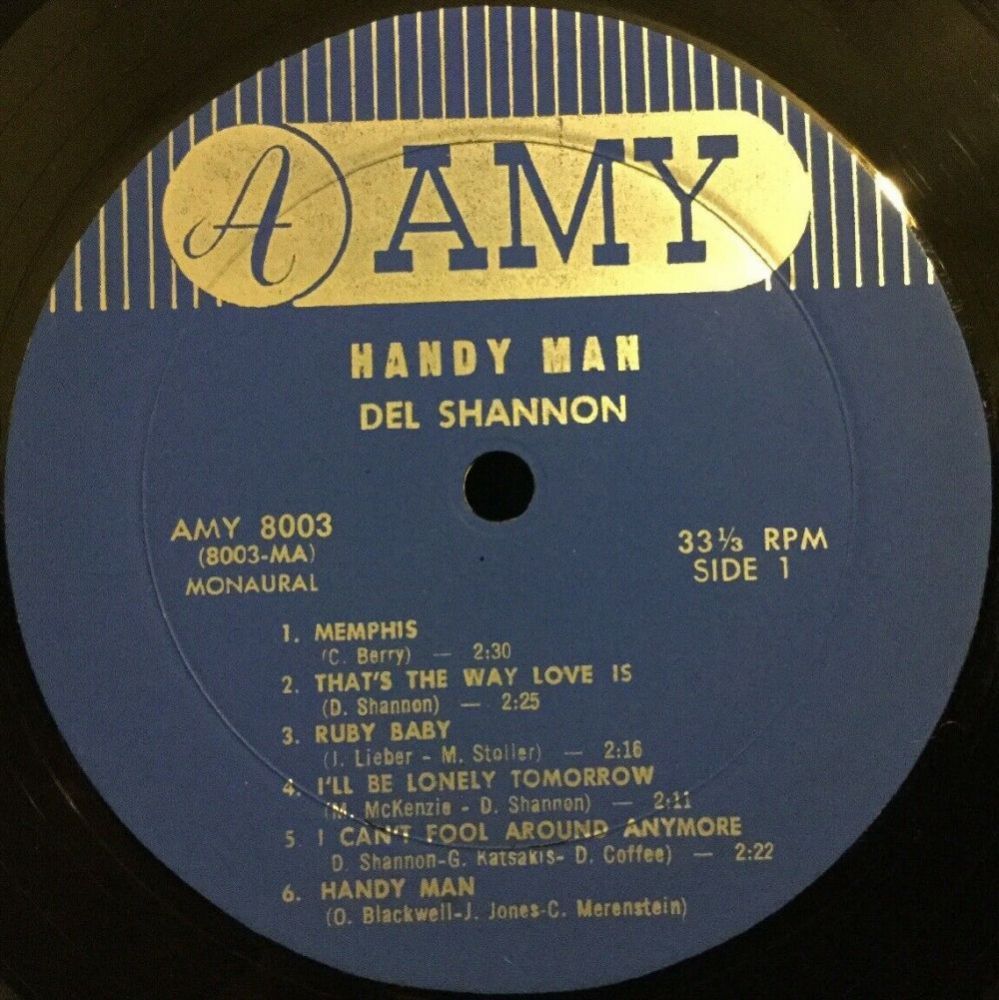 A AMY
HANDY MAN
DEL SHANNON
AMY 8003
(8003-MA)
MONAURAL
33⅓ RPM
SIDE 1
1. MEMPHIS
(C. Berry) — 2:30
2. THAT'S THE WAY LOVE IS
(D. Shannon) — 2:25
3. RUBY BABY
(J. Lieber - M. Stoller) — 2:16
4. I'LL BE LONELY TOMORROW
(M. McKenzie - D. Shannon) — 2:11
5. I CAN'T FOOL AROUND ANYMORE
D. Shannon-G. Katsakis- D. Coffee) — 2:22
6. HANDY MAN
(O. Blackwell-J. Jones-C. Merenstein)